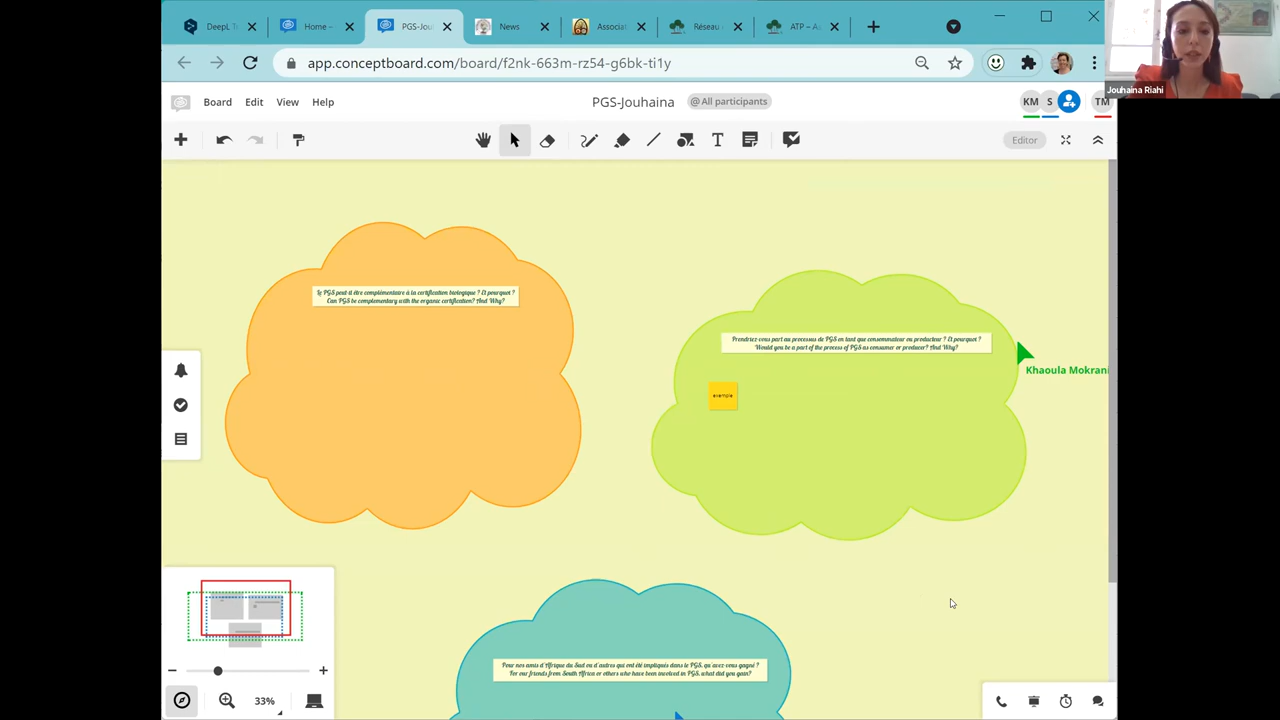 DeepL T
Home –
PGS-Jou
News
Associat
Réseau
ATP – A
app.conceptboard.com/board/f2nk-663m-rz54-g6bk-ti1y
Jouhaina Riahi
Board Edit View Help
PGS-Jouhaina
@All participants
KM S TM
Editor
Le PGS peut-il être complémentaire à la certification biologique ? Et pourquoi ?
Can PGS be complementary with the organic certification? And Why?
Prendriez-vous part au processus de PGS en tant que consommateur ou producteur ? Et pourquoi ?
Would you be a part of the process of PGS as consumer or producer? And Why?
Khaoula Mokrani
exemple
Pour nos amis d'Afrique du Sud ou d'autres qui ont été impliqués dans le PGS, qu'avez-vous gagné ?
For our friends from South Africa or others who have been involved in PGS, what did you gain?
33%